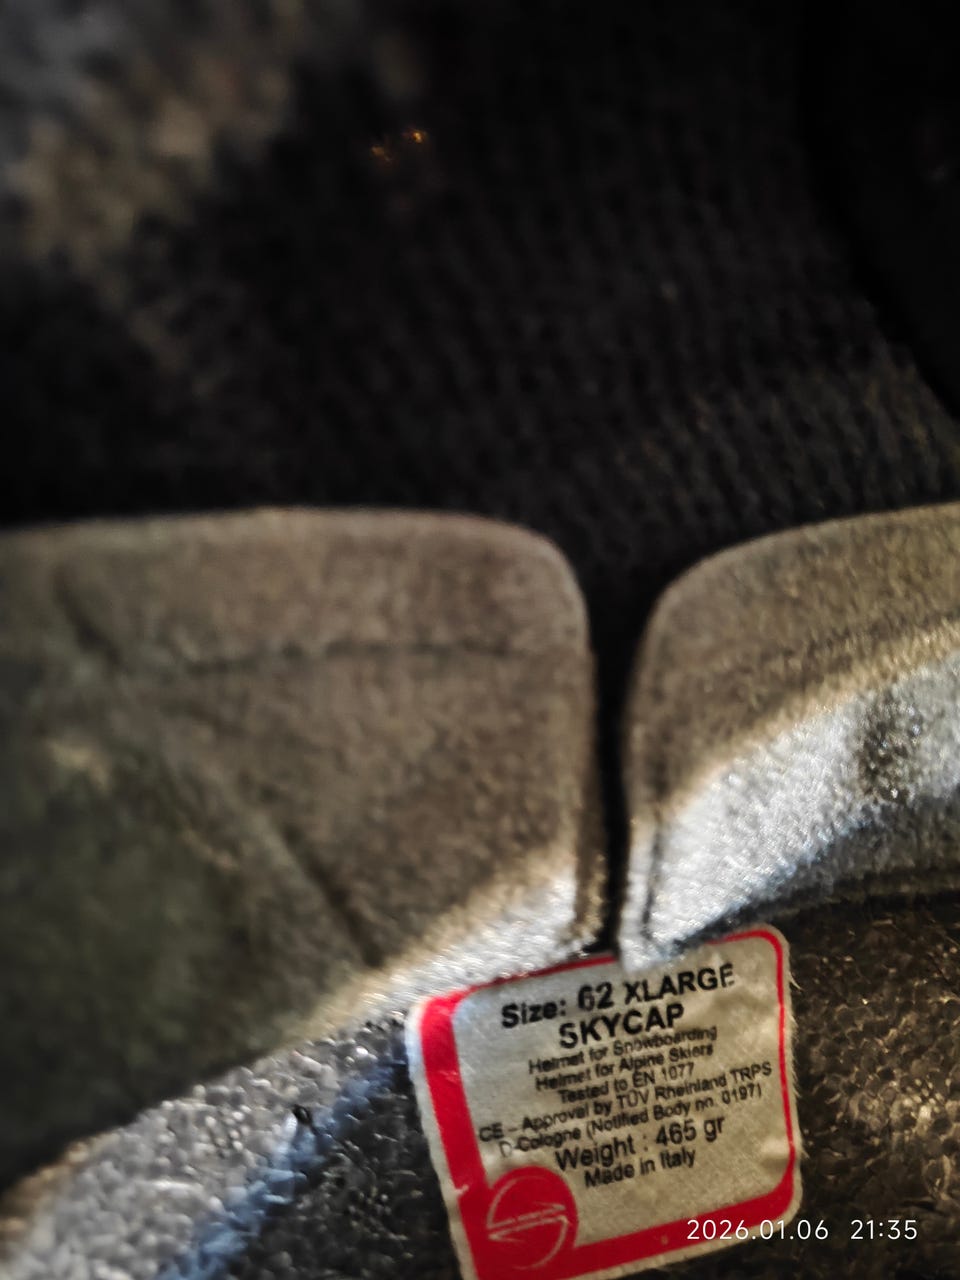 Size: 62 XLARGE
SKYCAP
Helmet for Snowboarding
Helmet for Alpine Skiers
Tested to EN 1077
CE - Approval by TÜV Rheinland TRPS
D-Cologne (Notified Body nn. 0197)
Weight : 465 gr
Made in Italy
2026.01.06 21:35